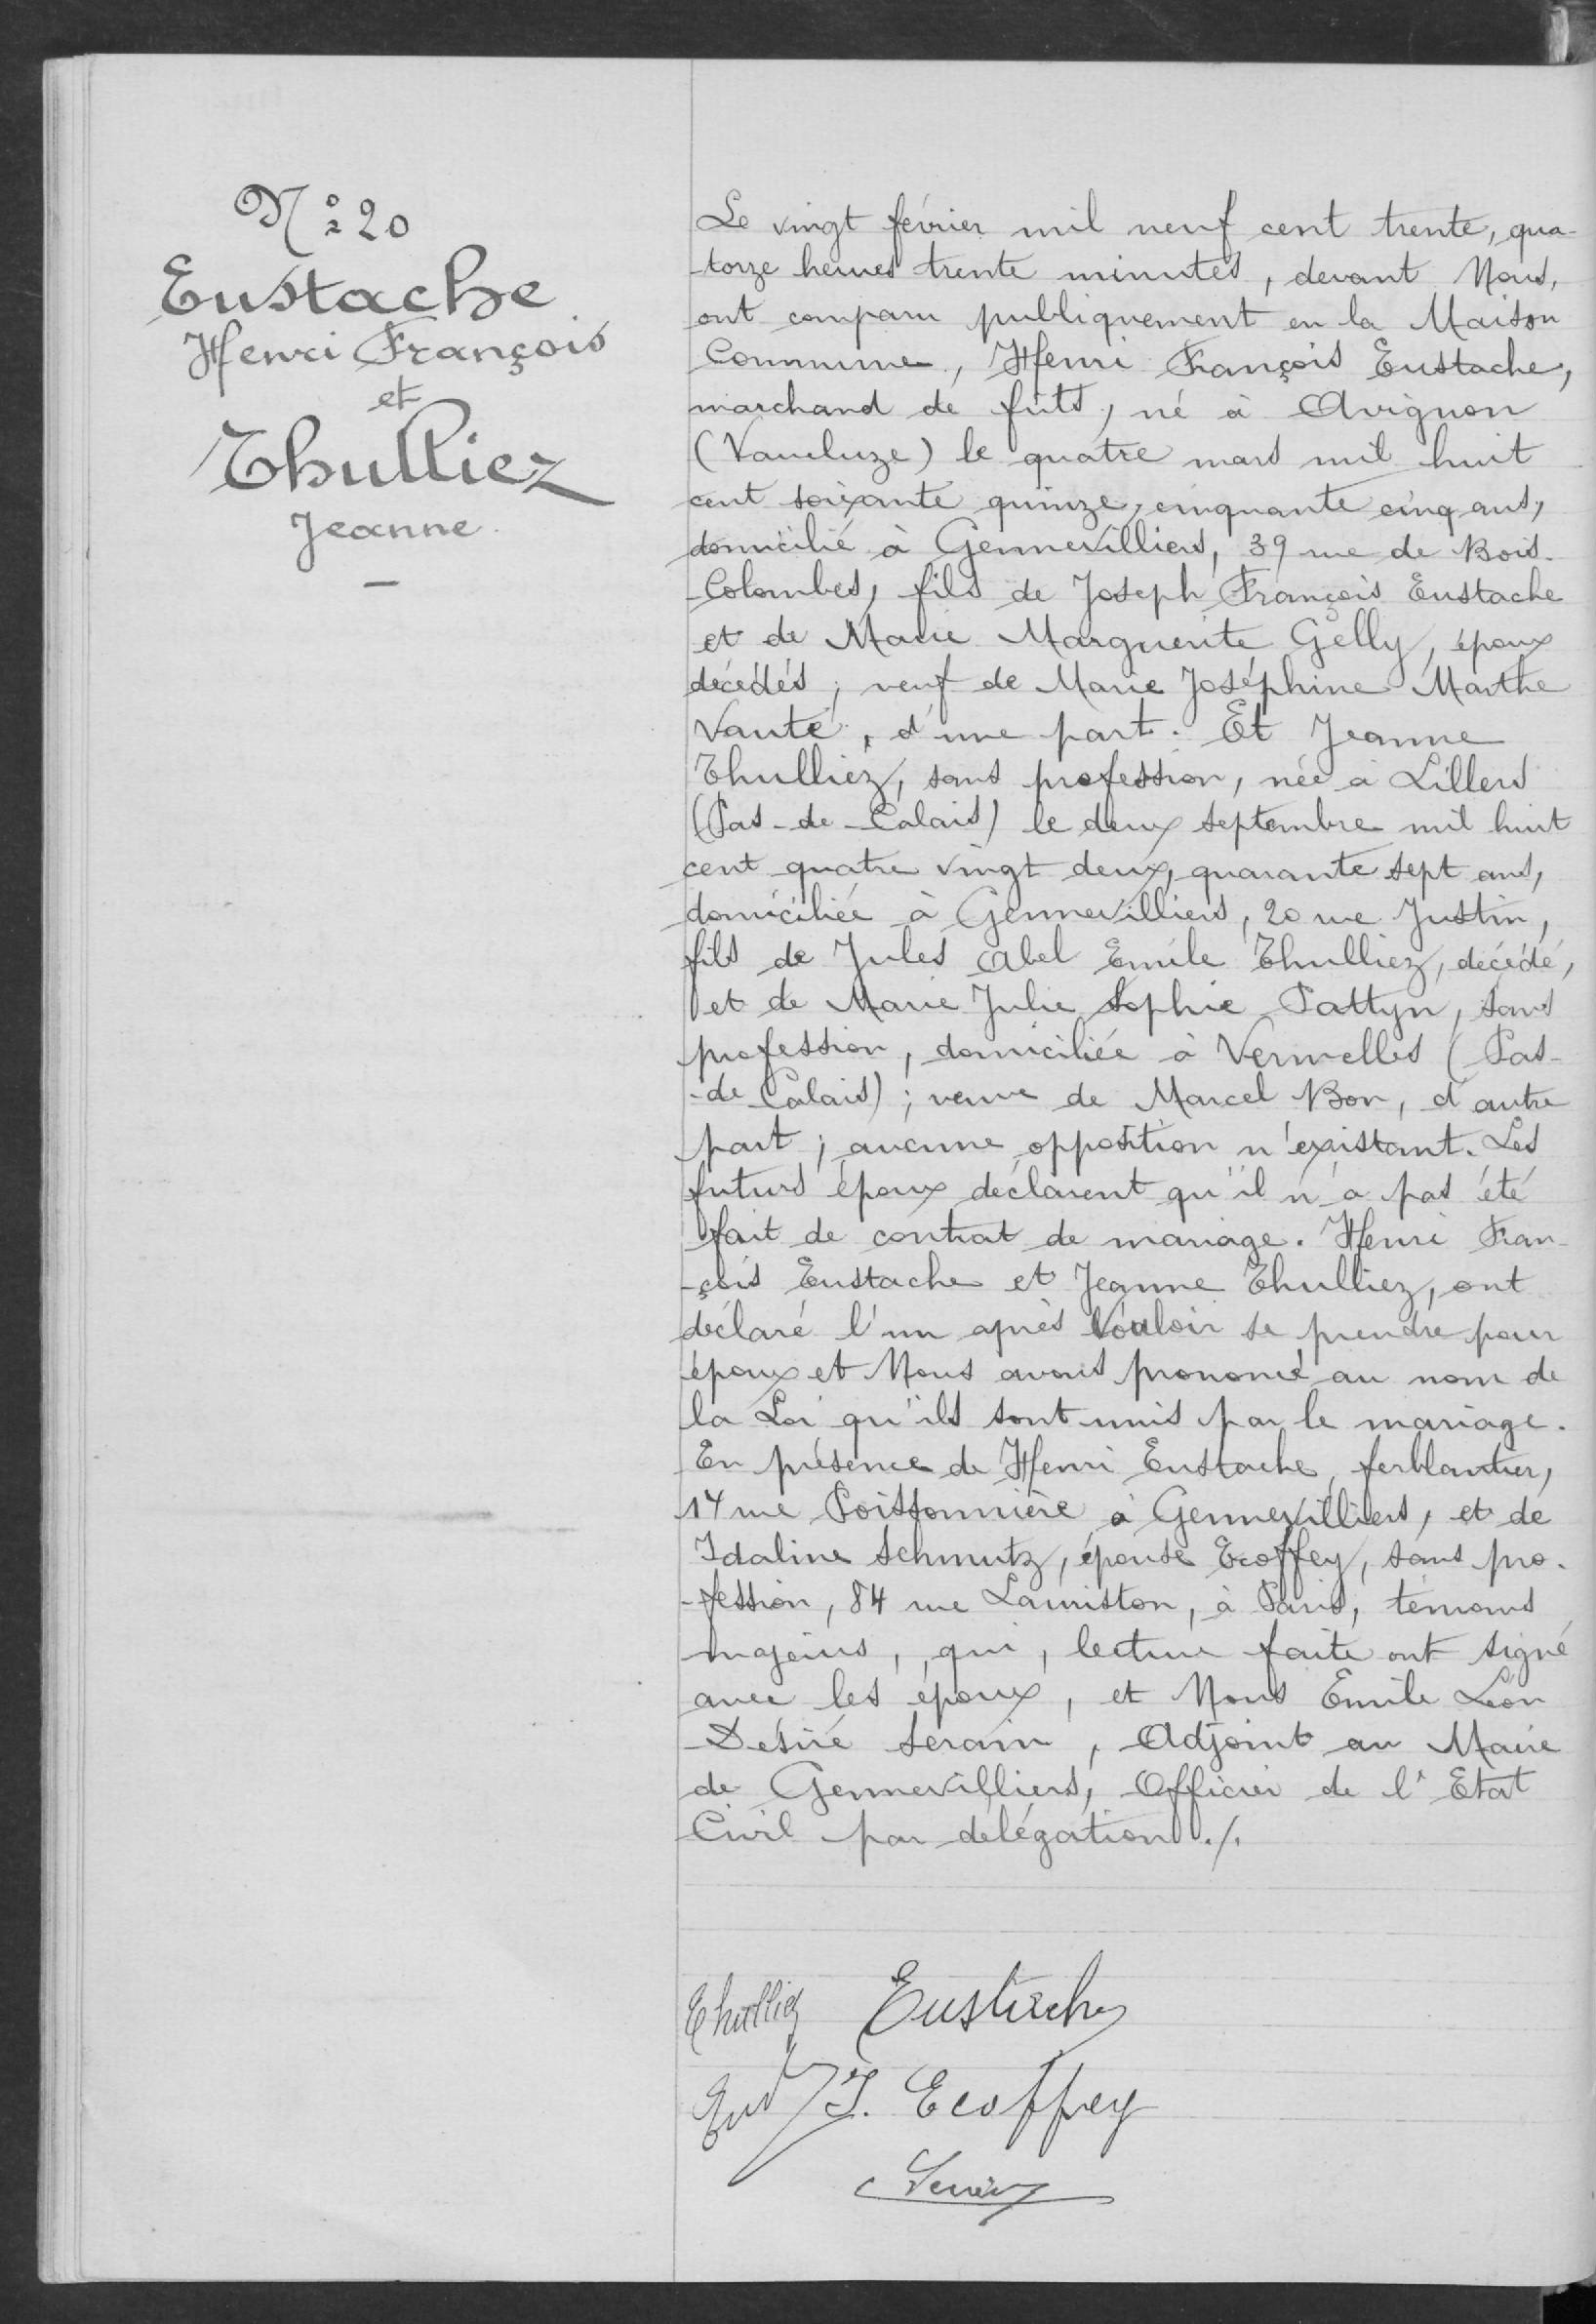 N° 20
Eustache
Henri François
et
Thulliez
Jeanne
Le vingt février mil neuf cent trente, qua-
-torze heures trente minutes, devant Nous,
ont comparu publiquement en la Maison
Commune, Henri François Eustache,
marchand de fûts, né à Avignon
(Vaucluze) le quatre mars mil huit
cent soixante quinze, cinquante cinq ans,
domicilié à Gennevilliers, 39 rue de Bois-
-Colombes, fils de Joseph François Eustache
et de Marie Marguerite Gelly, époux
décédés; veuf de Marie Joséphine Marthe
Vauté, d'une part. Et Jeanne
Thulliez, sans profession, née à Lillers
(Pas-de-Calais) le deux septembre mil huit
cent quatre vingt deux, quarante sept ans,
domiciliée à Gennevilliers, 20 rue Justin,
fils de Jules Abel Emile Thulliez, décédé,
et de Marie Julie Sophie Pattyn, sans
profession, domiciliée à Vermelles (Pas-
-de Calais); veuve de Marcel Bon, d'autre
part; aucune opposition n'existant. Les
futurs époux déclarent qu'il n'a pas été
fait de contrat de mariage. Henri Fran-
-çois Eustache et Jeanne Thulliez, ont
déclaré l'un après vouloir se prendre pour
époux et Nous avons prononcé au nom de
la Loi qu'ils sont unis par le mariage.
En présence de Henri Eustache, ferblantier,
14 rue Poissonnière à Gennevilliers, et de
Idaline Schmutz, épouse Ecoffey, sans pro-
-fession, 84 rue Lauriston, à Paris, témoins
majeurs, qui, lecture faite ont signé
avec les époux, et Nous Emile Léon
Désiré Serain, Adjoint au Maire
de Gennevilliers, Officier de l'Etat
Civil par délégation ./.
Thulliez Eustache
J. Ecoffey